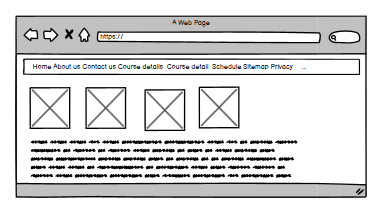 A Web Page
https://
Home About us Contact us Course details Course detail Schedule Sitemap Privacy ...